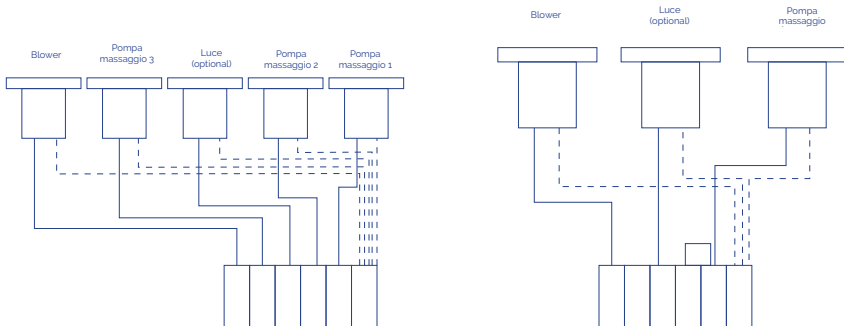 Blower
Pompa
massaggio 3
Luce
(optional)
Pompa
massaggio 2
Pompa
massaggio 1
Blower
Luce
(optional)
Pompa
massaggio